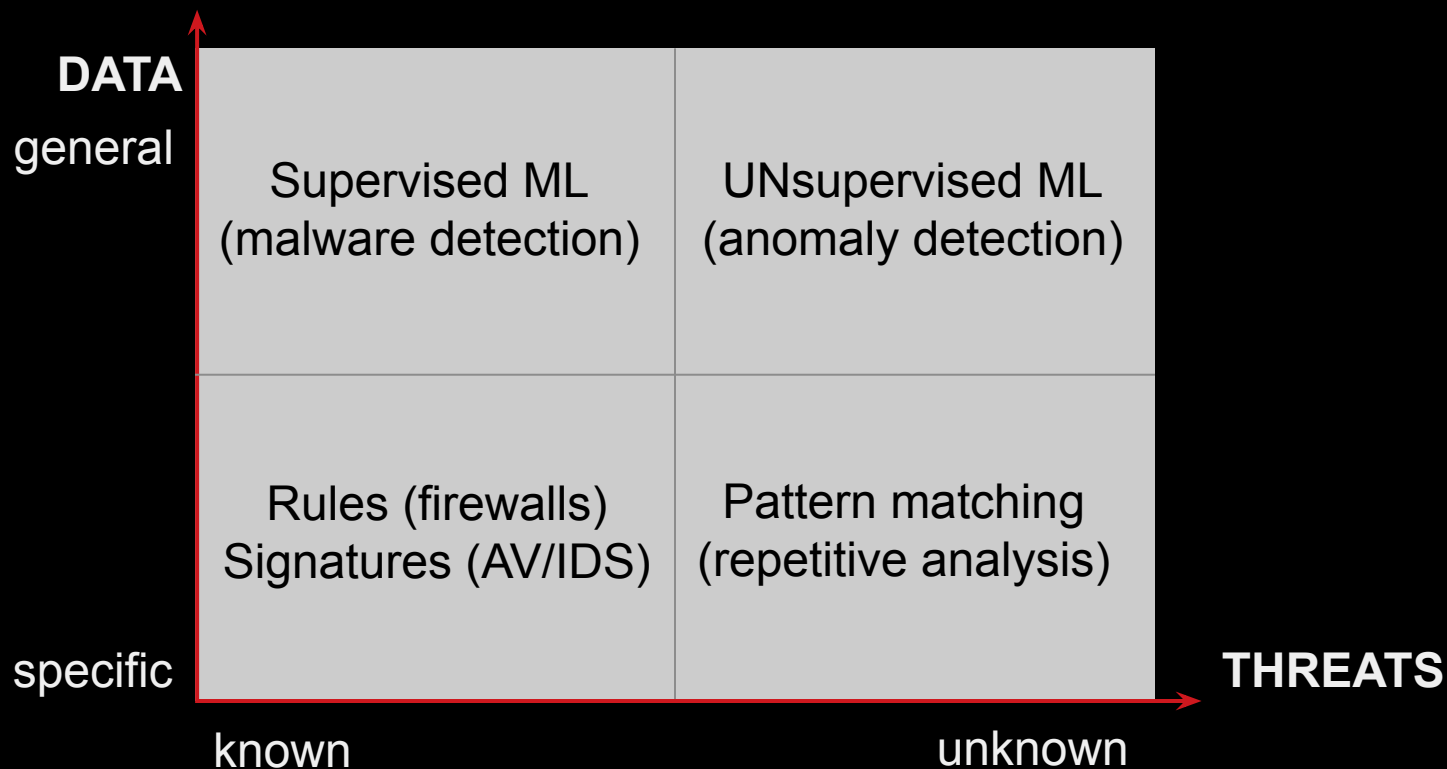 DATA
general
Supervised ML
(malware detection)
UNsupervised ML
(anomaly detection)
Rules (firewalls)
Signatures (AV/IDS)
Pattern matching
(repetitive analysis)
specific
THREATS
known
unknown